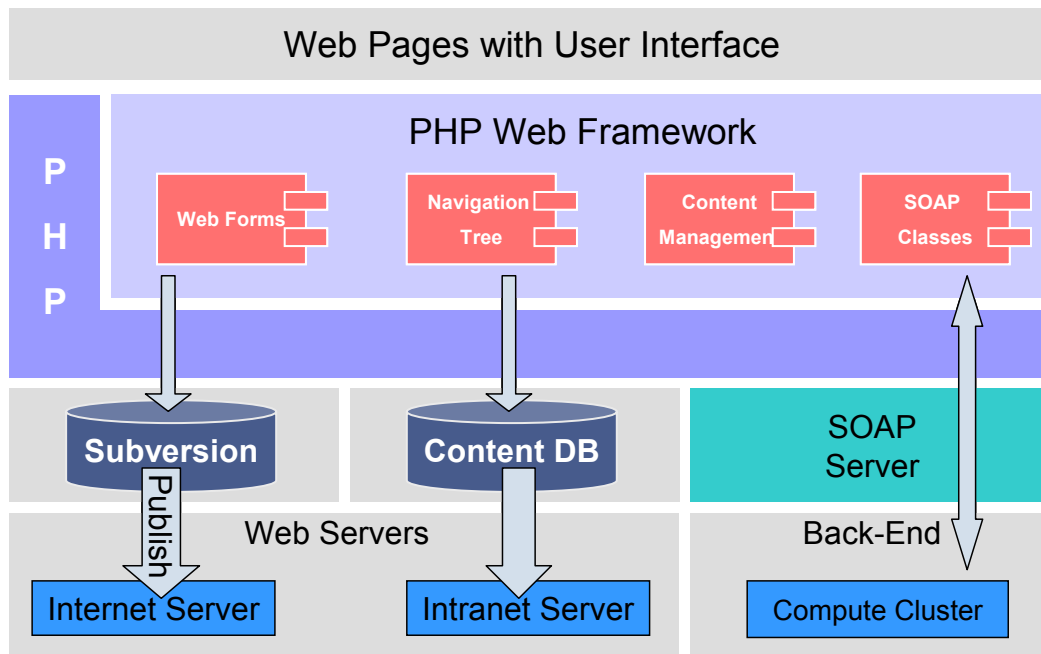 Web Pages with User Interface
PHP Web Framework
P
H
P
Web Forms
Navigation
Tree
Content
Managemen
SOAP
Classes
Subversion
Content DB
SOAP
Server
Publish
Web Servers
Back-End
Internet Server
Intranet Server
Compute Cluster